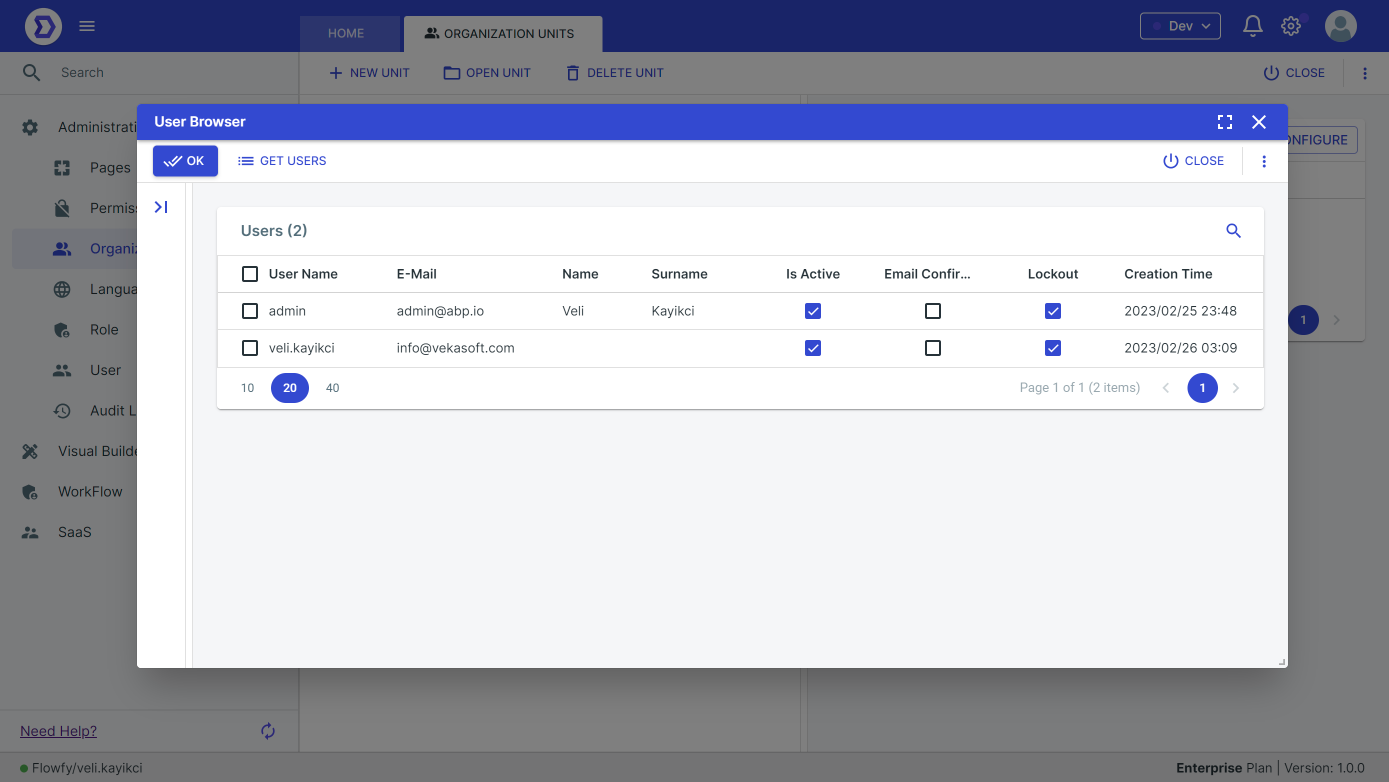 HOME
ORGANIZATION UNITS
Dev
Search
NEW UNIT
OPEN UNIT
DELETE UNIT
CLOSE
Administrati
Pages
Permiss
Organiz
Langua
Role
User
Audit L
Visual Builde
WorkFlow
SaaS
User Browser
OK
GET USERS
CLOSE
Users (2)
User Name E-Mail Name Surname Is Active Email Confir... Lockout Creation Time
admin admin@abp.io Veli Kayikci 2023/02/25 23:48
veli.kayikci info@vekasoft.com 2023/02/26 03:09
10 20 40 Page 1 of 1 (2 items) 1
ONFIGURE
1
Need Help?
Flowfy/veli.kayikci
Enterprise Plan | Version: 1.0.0